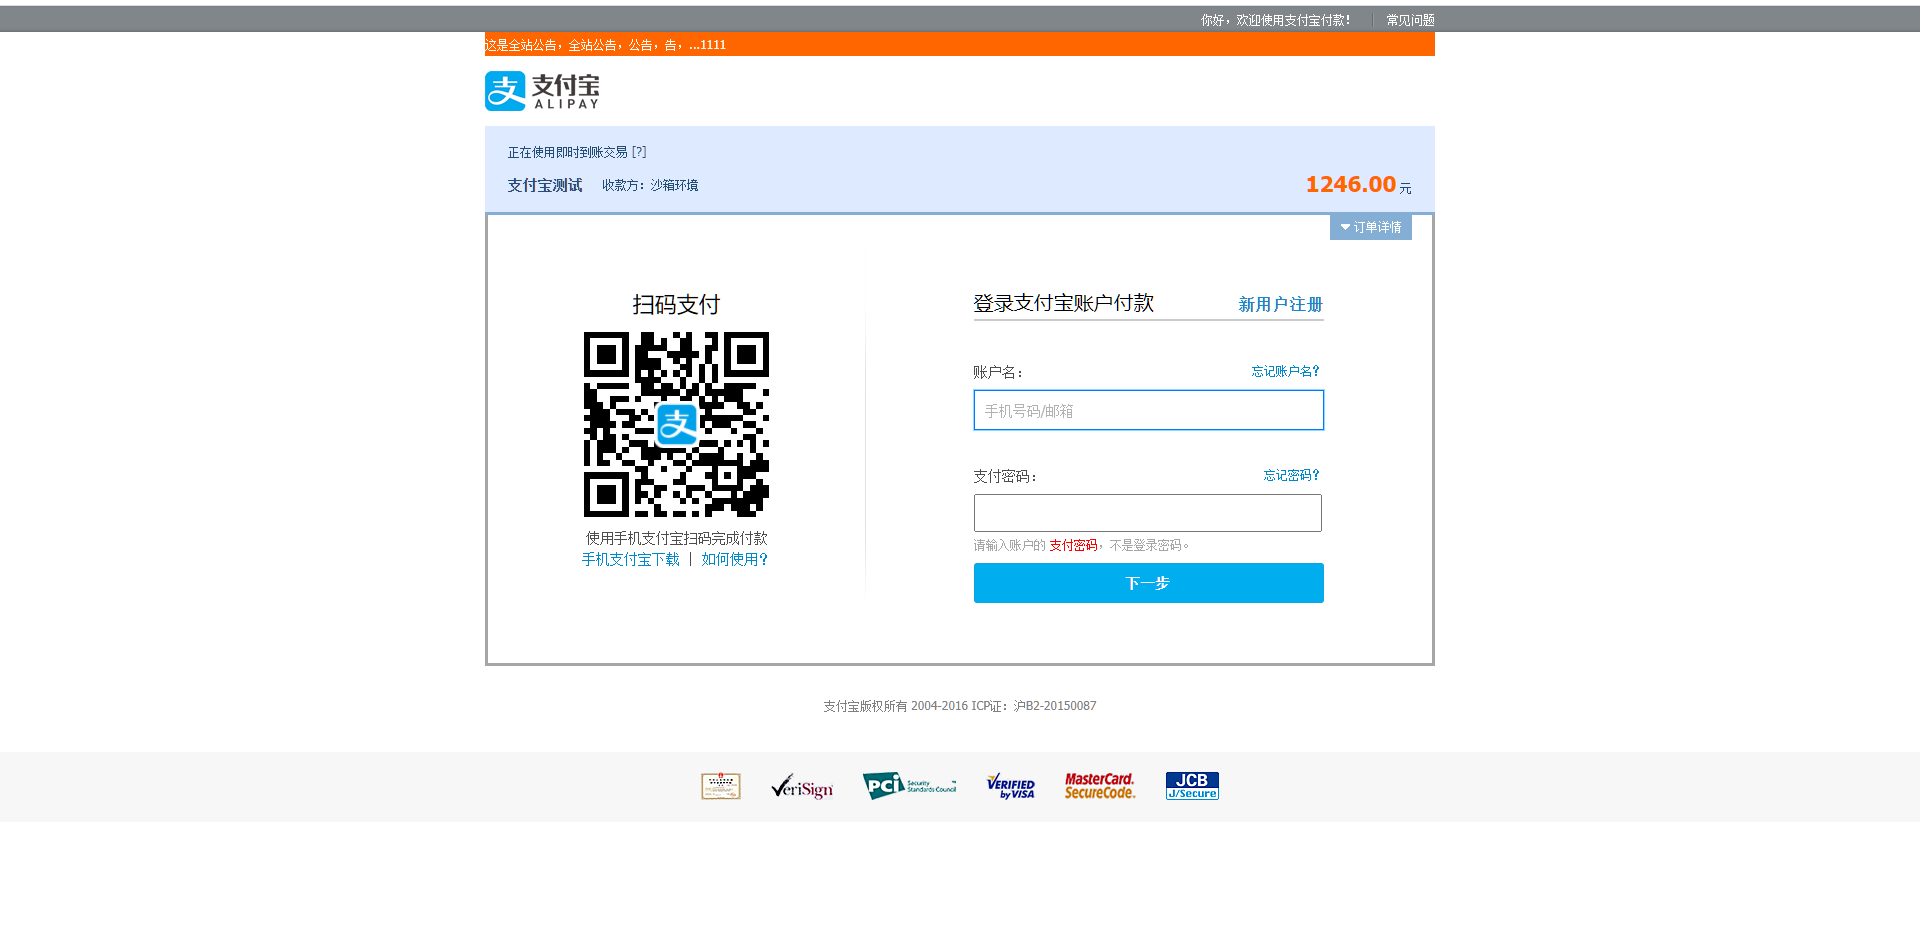 你好，欢迎使用支付宝付款！ 常见问题
这是全站公告，全站公告，公告，告，...1111
支 支付宝
ALIPAY
正在使用即时到账交易 [?]
支付宝测试 收款方：沙箱环境 1246.00 元
订单详情
扫码支付
支
使用手机支付宝扫码完成付款
手机支付宝下载 | 如何使用?
登录支付宝账户付款 新用户注册
账户名： 忘记账户名?
手机号码/邮箱
支付密码： 忘记密码?
请输入账户的 支付密码，不是登录密码。
下一步
支付宝版权所有 2004-2016 ICP证：沪B2-20150087
VeriSign
PCI Security Standards Council
VERIFIED by VISA
MasterCard. SecureCode.
JCB J/Secure